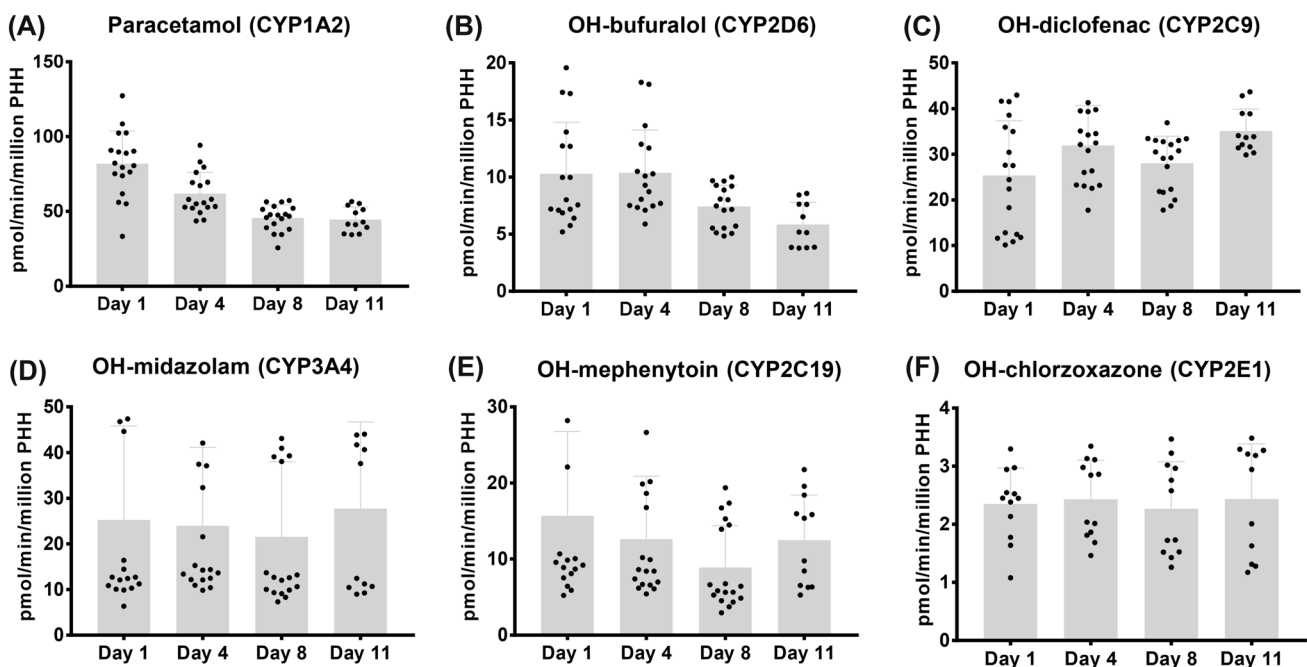 (A)
Paracetamol (CYP1A2)
pmol/min/million PHH
150
100
50
0
Day 1 Day 4 Day 8 Day 11
(B)
OH-bufuralol (CYP2D6)
pmol/min/million PHH
20
15
10
5
0
Day 1 Day 4 Day 8 Day 11
(C)
OH-diclofenac (CYP2C9)
pmol/min/million PHH
50
40
30
20
10
0
Day 1 Day 4 Day 8 Day 11
(D)
OH-midazolam (CYP3A4)
pmol/min/million PHH
50
40
30
20
10
0
Day 1 Day 4 Day 8 Day 11
(E)
OH-mephenytoin (CYP2C19)
pmol/min/million PHH
30
20
10
0
Day 1 Day 4 Day 8 Day 11
(F)
OH-chlorzoxazone (CYP2E1)
pmol/min/million PHH
4
3
2
1
0
Day 1 Day 4 Day 8 Day 11